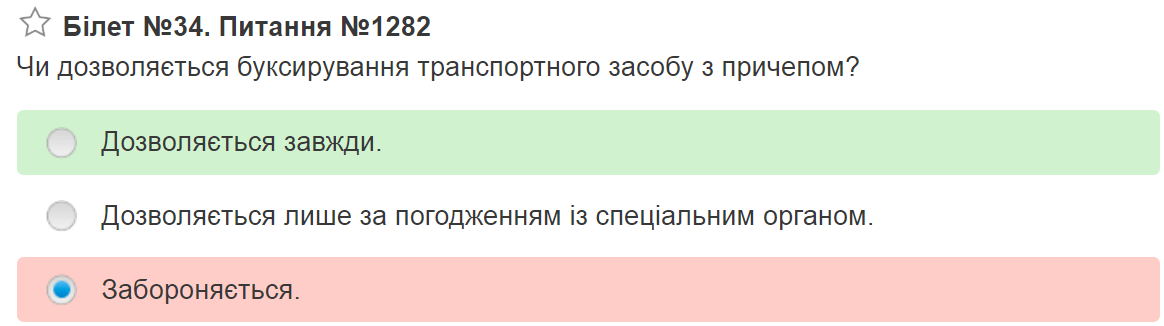 Білет №34. Питання №1282
Чи дозволяється буксирування транспортного засобу з причепом?
Дозволяється завжди.
Дозволяється лише за погодженням із спеціальним органом.
Забороняється.